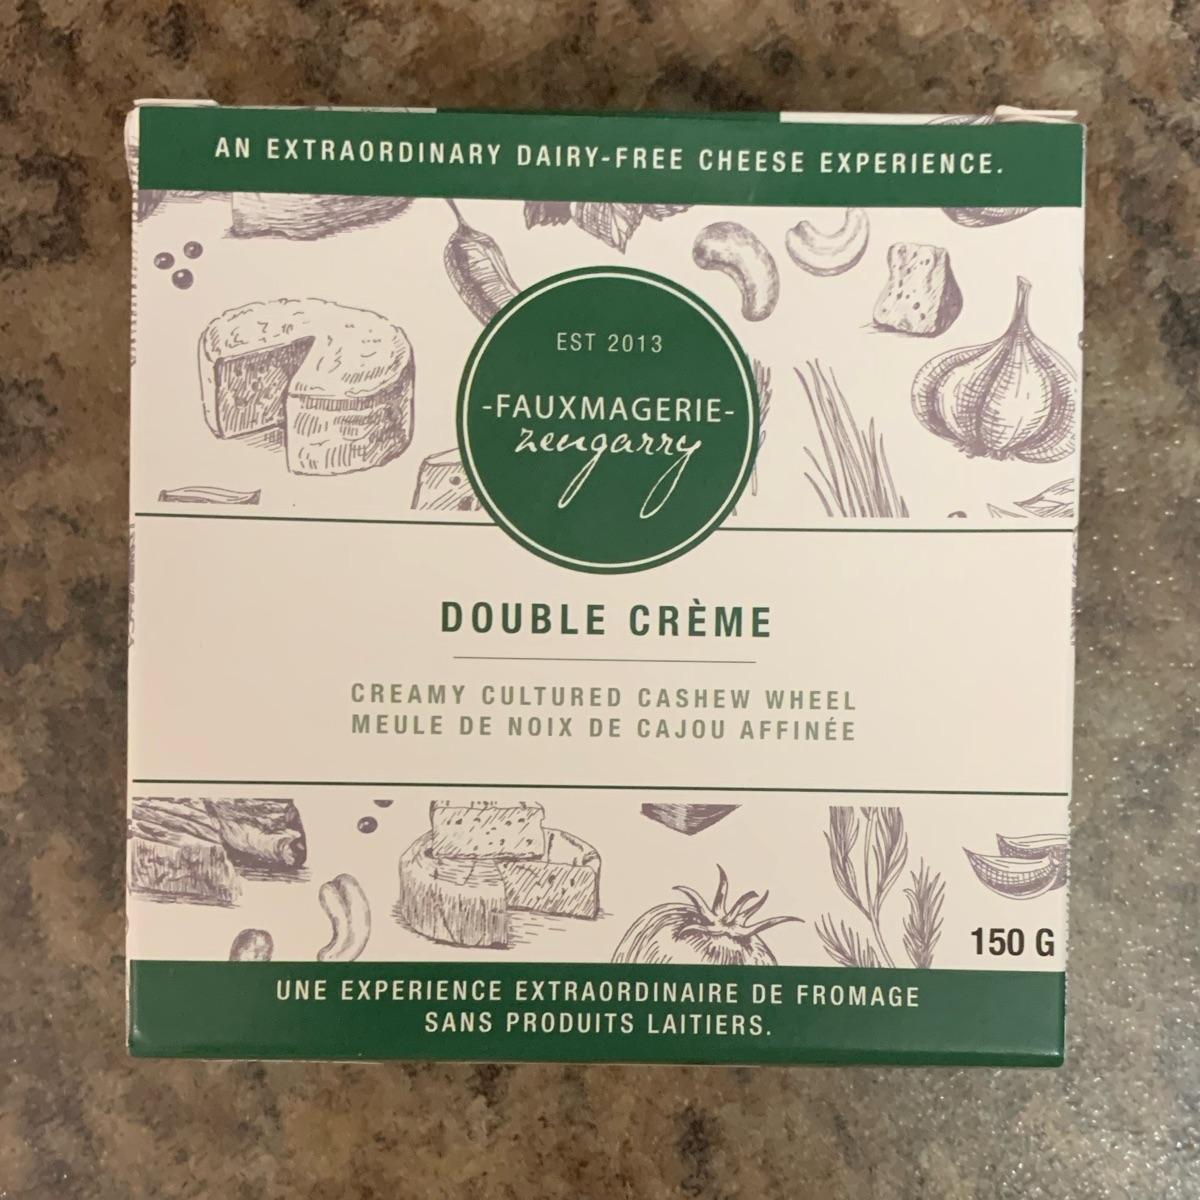 AN EXTRAORDINARY DAIRY-FREE CHEESE EXPERIENCE.
EST 2013
-FAUXMAGERIE-
zengarry
DOUBLE CRÈME
CREAMY CULTURED CASHEW WHEEL
MEULE DE NOIX DE CAJOU AFFINÉE
150 G
UNE EXPERIENCE EXTRAORDINAIRE DE FROMAGE
SANS PRODUITS LAITIERS.